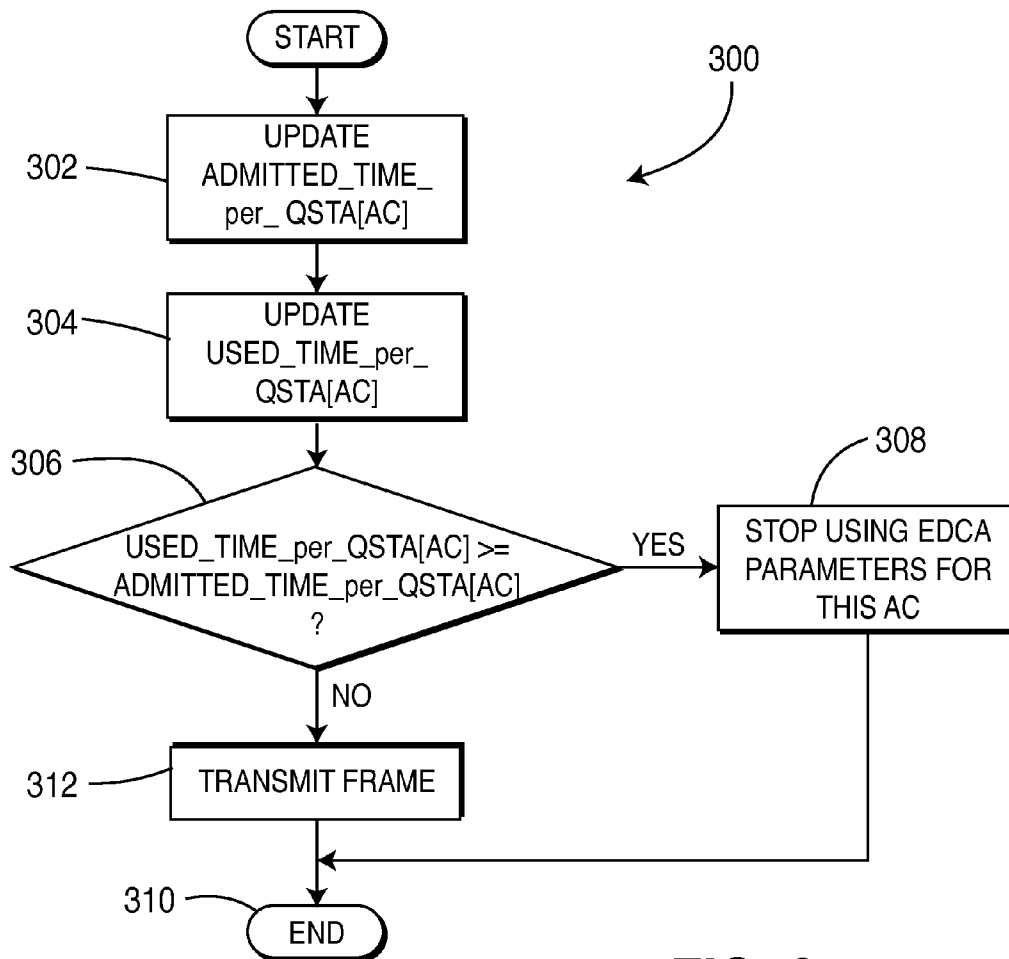 START
300
302
UPDATE
ADMITTED_TIME_
per_ QSTA[AC]
304
UPDATE
USED_TIME_per_
QSTA[AC]
306
USED_TIME_per_QSTA[AC] >=
ADMITTED_TIME_per_QSTA[AC]
?
YES
308
STOP USING EDCA
PARAMETERS FOR
THIS AC
NO
312
TRANSMIT FRAME
310
END